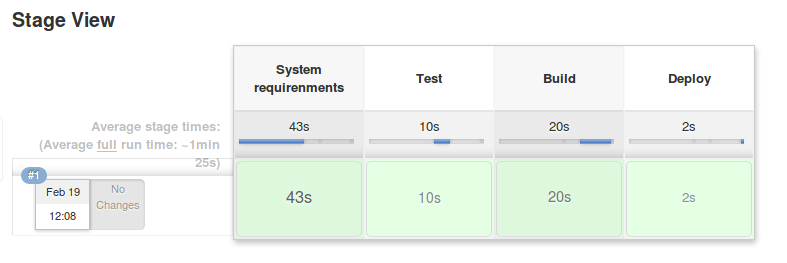 Stage View
System
requirenments
Test
Build
Deploy
Average stage times:
(Average full run time: ~1min
25s)
43s
10s
20s
2s
#1
Feb 19
12:08
No
Changes
43s
10s
20s
2s